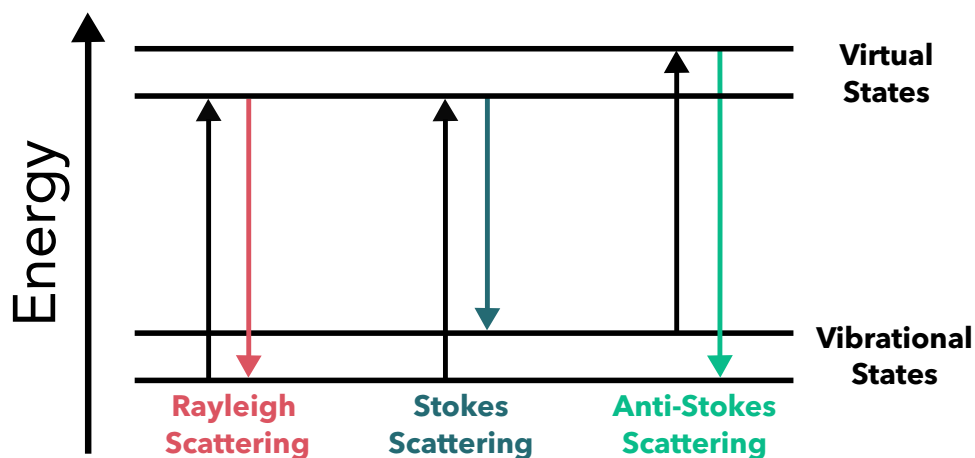 Energy
Virtual
States
Vibrational
States
Rayleigh
Scattering
Stokes
Scattering
Anti-Stokes
Scattering